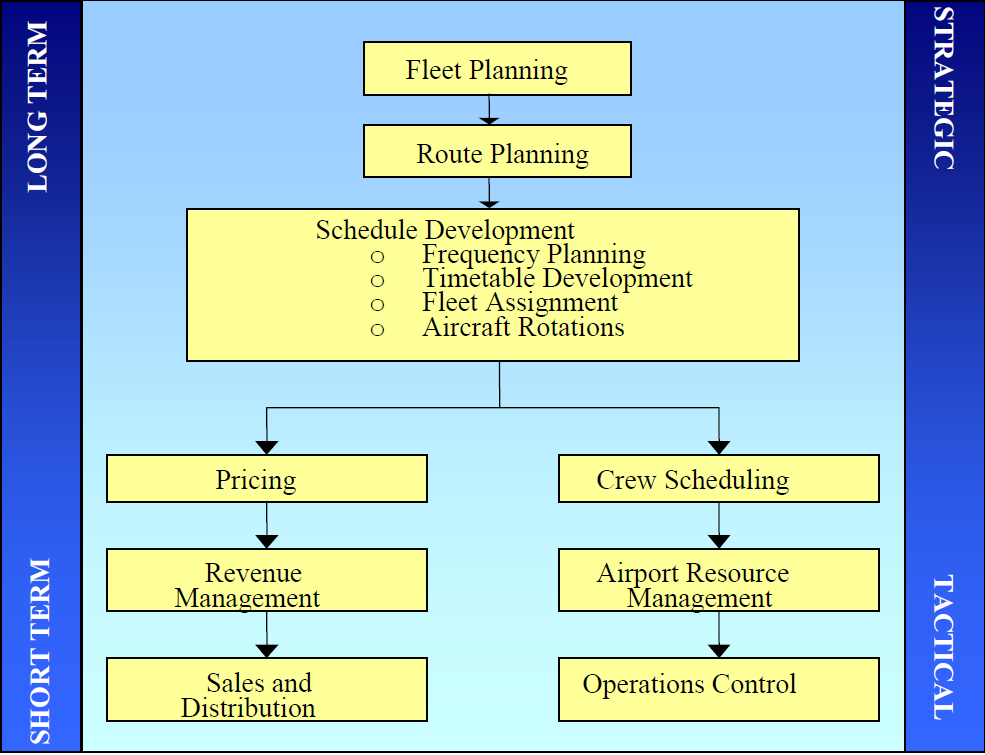 LONG TERM
STRATEGIC
Fleet Planning
Route Planning
Schedule Development
o Frequency Planning
o Timetable Development
o Fleet Assignment
o Aircraft Rotations
Pricing
Crew Scheduling
Revenue
Management
Airport Resource
Management
Sales and
Distribution
Operations Control
SHORT TERM
TACTICAL